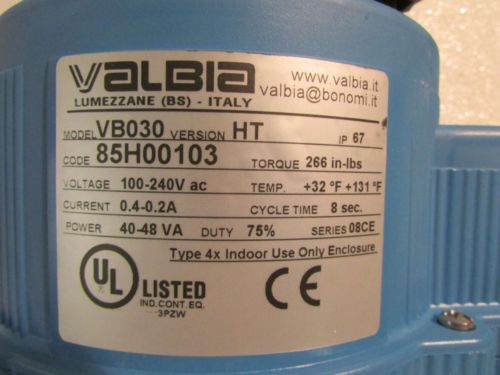 VALBIA
LUMEZZANE (BS) - ITALY
www.valbia.it
valbia@bonomi.it
MODEL VB030 VERSION HT IP 67
CODE 85H00103 TORQUE 266 in-lbs
VOLTAGE 100-240V ac TEMP. +32 °F +131 °F
CURRENT 0.4-0.2A CYCLE TIME 8 sec.
POWER 40-48 VA DUTY 75% SERIES 08CE
Type 4x Indoor Use Only Enclosure
UL LISTED CE
IND.CONT.EQ.
3PZW